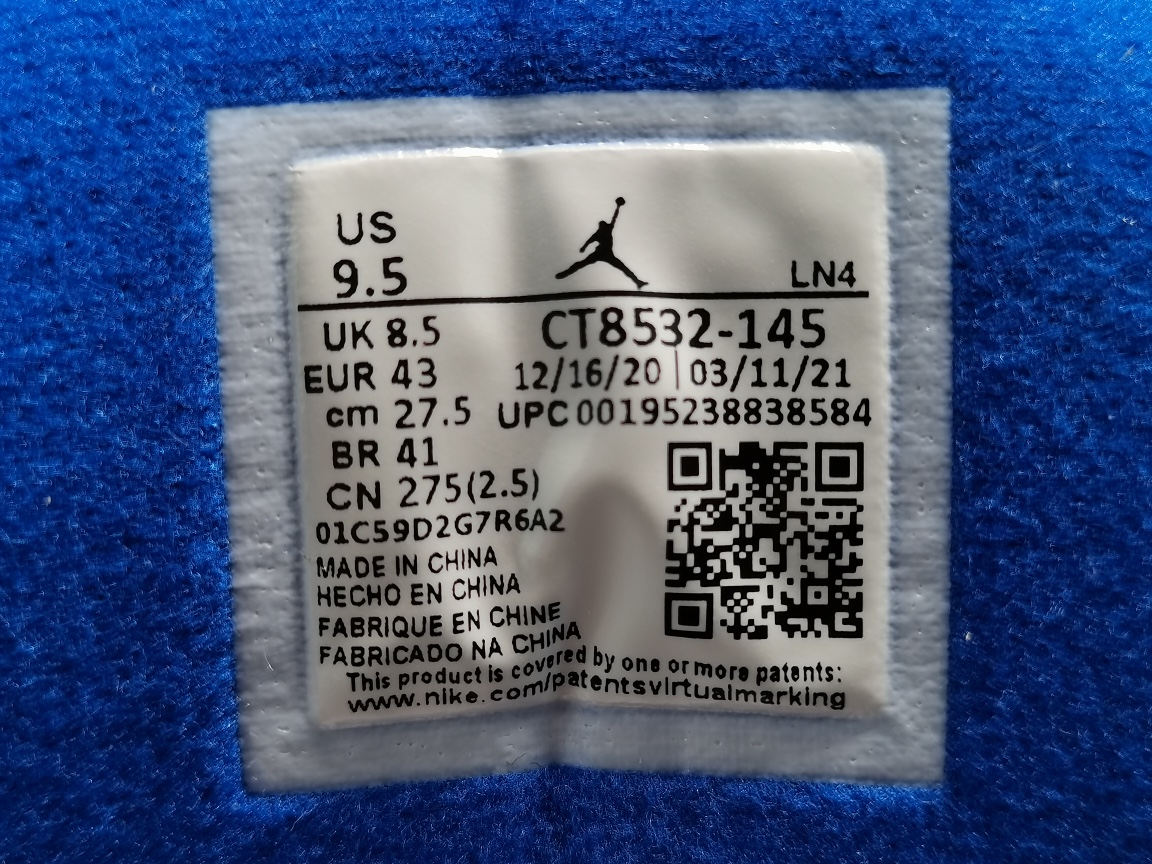 US
9.5
LN4
UK 8.5
CT8532-145
EUR 43
12/16/20 | 03/11/21
cm 27.5
UPC 00195238838584
BR 41
CN 275(2.5)
01C59D2G7R6A2
MADE IN CHINA
HECHO EN CHINA
FABRIQUE EN CHINE
FABRICADO NA CHINA
This product is covered by one or more patents:
www.nike.com/patentsvirtualmarking